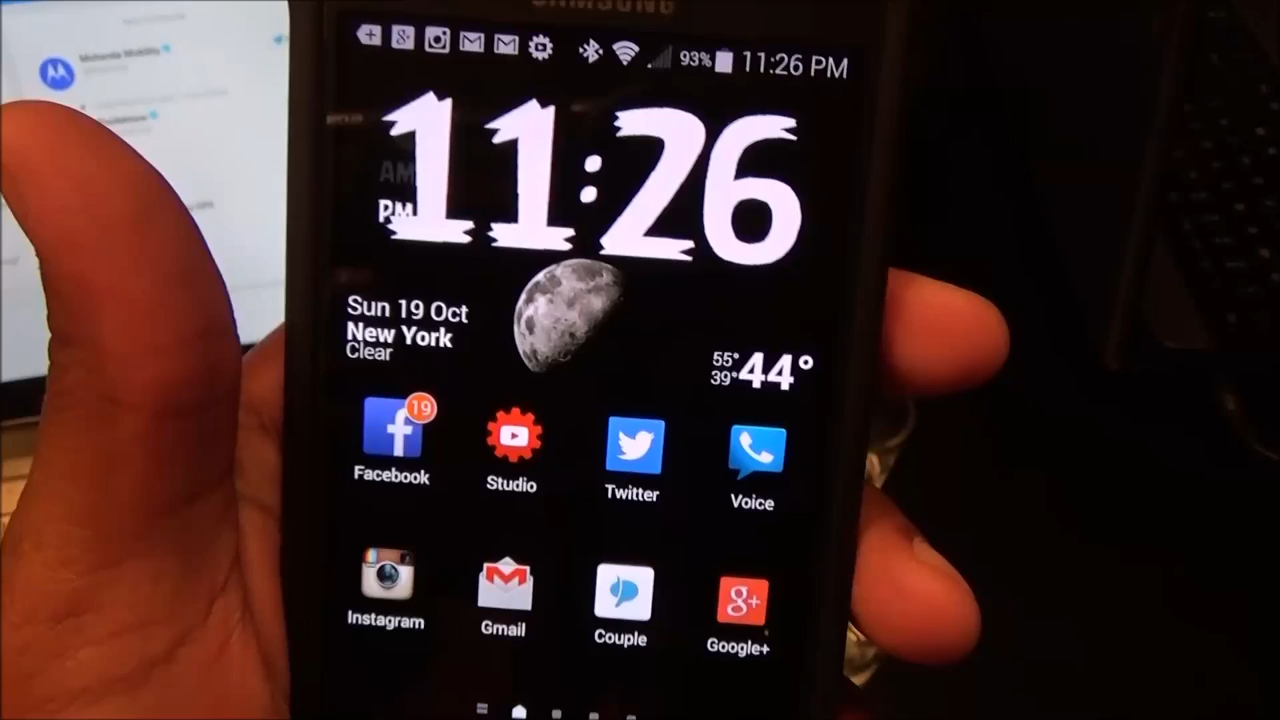 SAMSUNG
Motorola Mobility
93% 11:26 PM
11:26
AM
PM
Sun 19 Oct
New York
Clear
55°
39°
44°
19
Facebook
Studio
Twitter
Voice
Instagram
Gmail
Couple
Google+